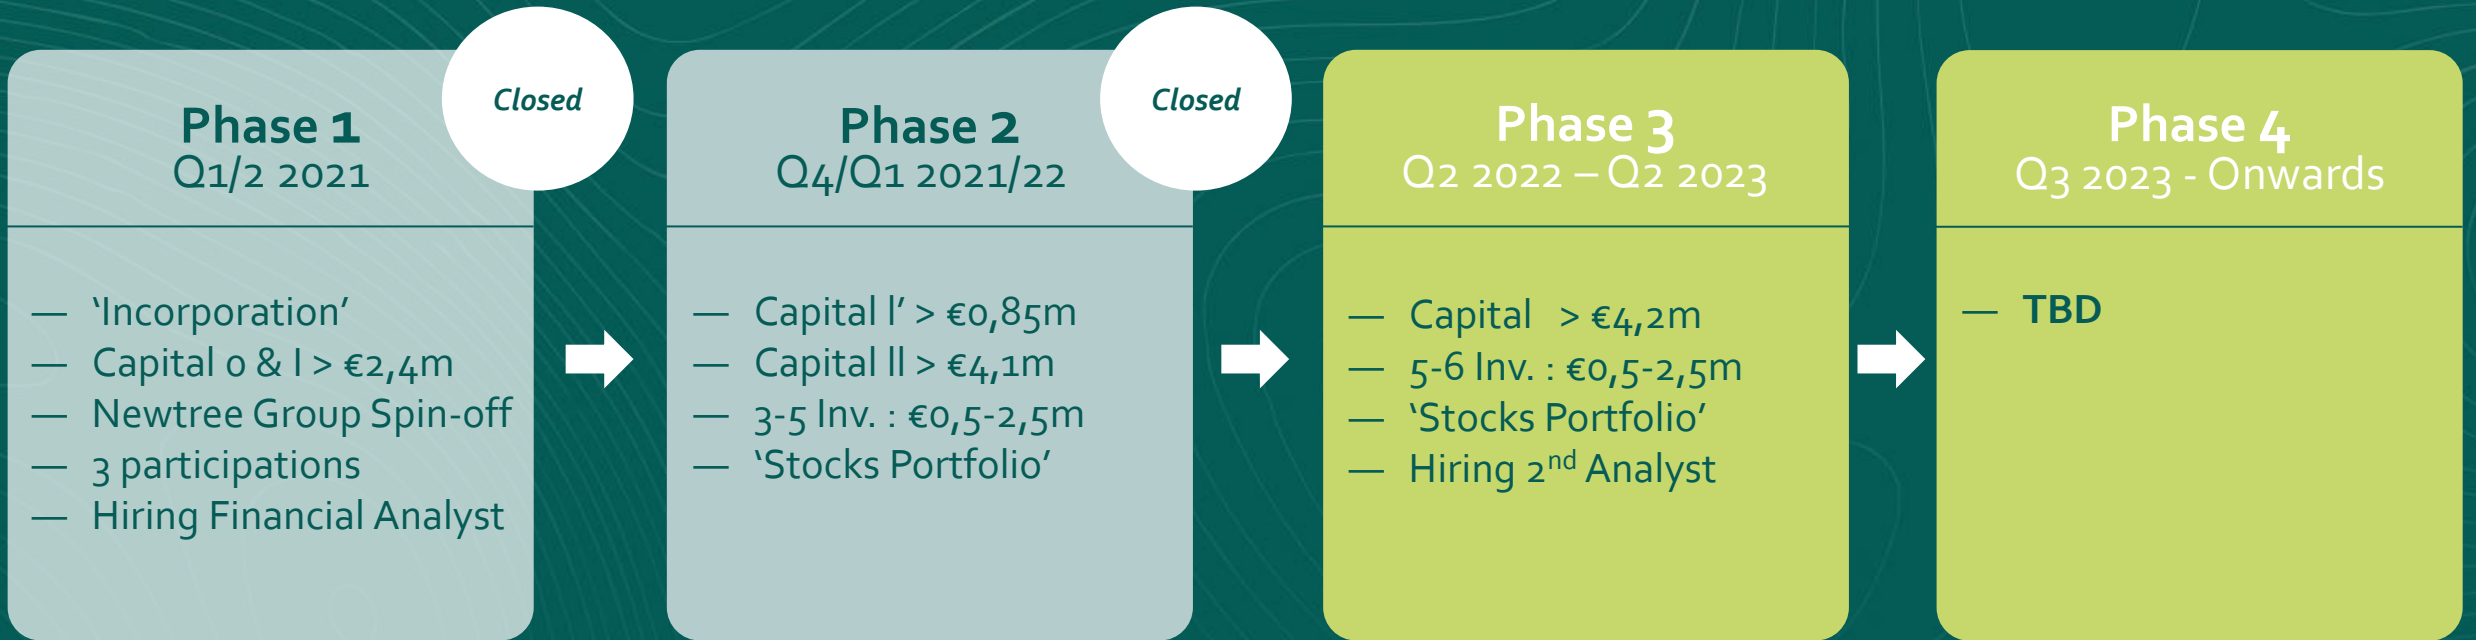 Phase 1
Q1/2 2021
Closed
— ‘Incorporation’
— Capital 0 & I > €2,4m
— Newtree Group Spin-off
— 3 participations
— Hiring Financial Analyst
Phase 2
Q4/Q1 2021/22
Closed
— Capital l’ > €0,85m
— Capital ll > €4,1m
— 3-5 Inv. : €0,5-2,5m
— ‘Stocks Portfolio’
Phase 3
Q2 2022 – Q2 2023
— Capital > €4,2m
— 5-6 Inv. : €0,5-2,5m
— ‘Stocks Portfolio’
— Hiring 2nd Analyst
Phase 4
Q3 2023 - Onwards
— TBD